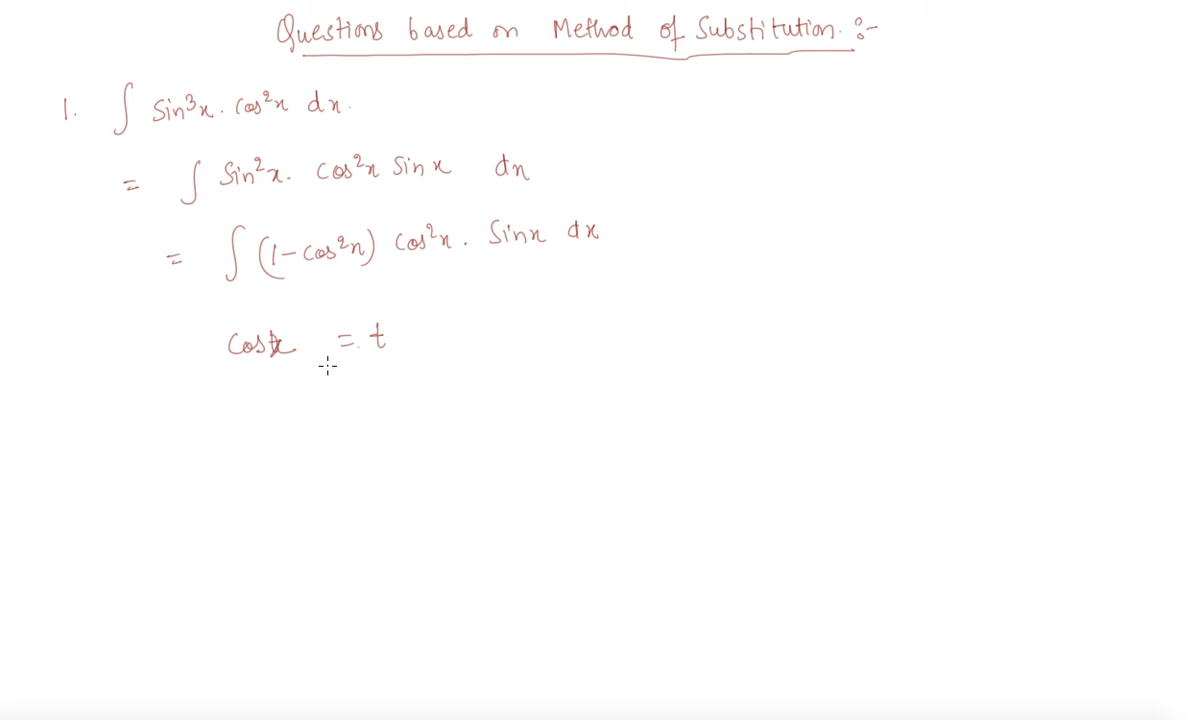 Questions based on Method of Substitution :-
1. ∫ Sin³x . Cos²x dx.
= ∫ Sin²x . Cos²x Sin x dx
= ∫ (1 - Cos²x) Cos²x . Sinx dx
Cosx = t